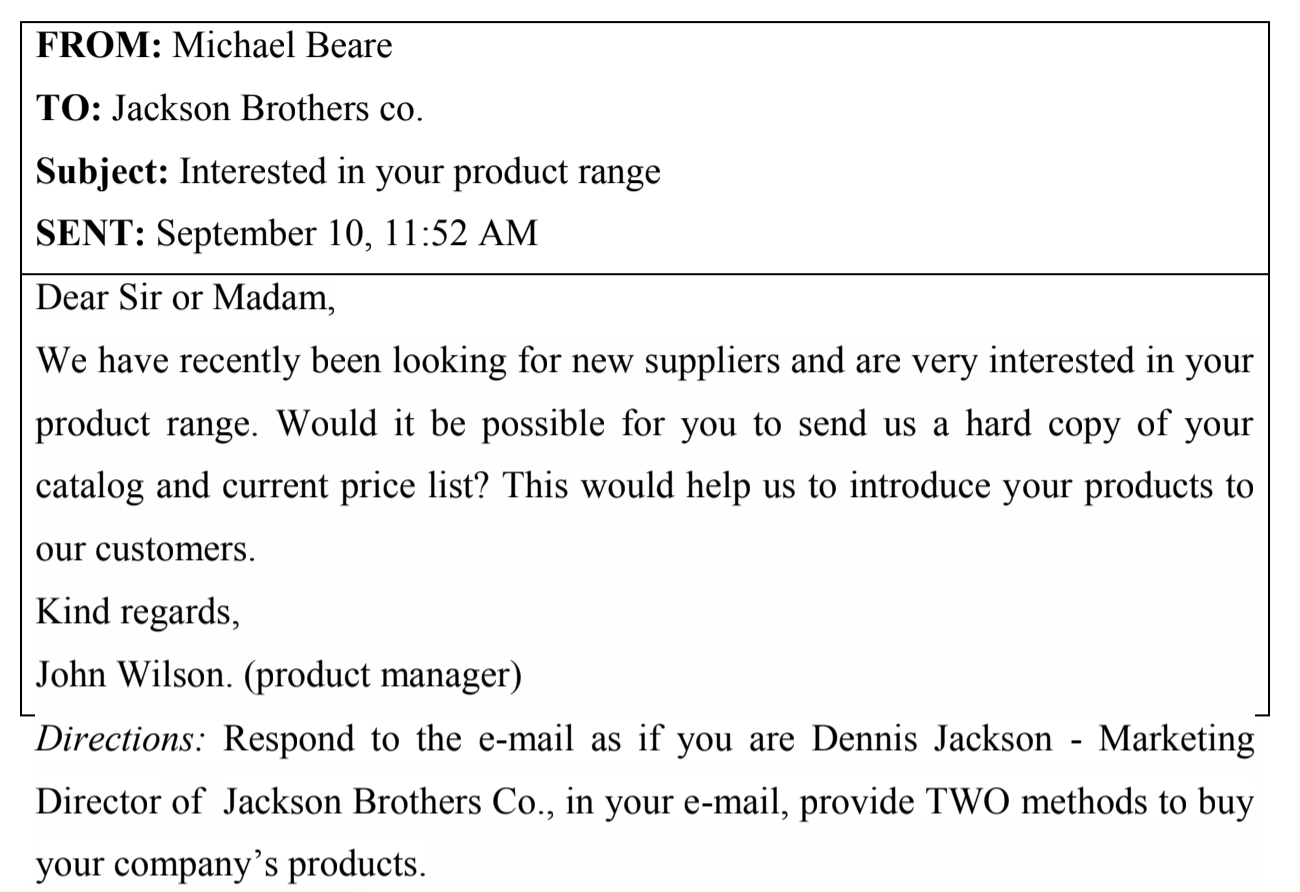 FROM: Michael Beare
TO: Jackson Brothers co.
Subject: Interested in your product range
SENT: September 10, 11:52 AM
Dear Sir or Madam,
We have recently been looking for new suppliers and are very interested in your
product range. Would it be possible for you to send us a hard copy of your
catalog and current price list? This would help us to introduce your products to
our customers.
Kind regards,
John Wilson. (product manager)
Directions: Respond to the e-mail as if you are Dennis Jackson - Marketing
Director of Jackson Brothers Co., in your e-mail, provide TWO methods to buy
your company’s products.